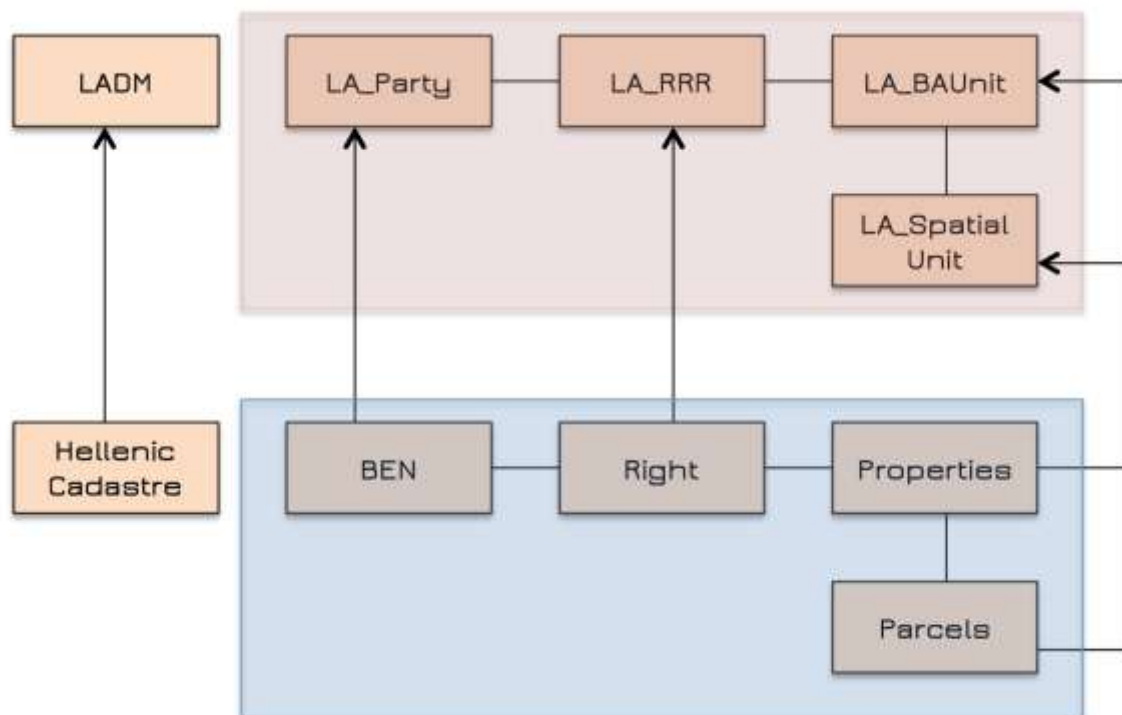 LADM
LA_Party
LA_RRR
LA_BAUnit
LA_Spatial
Unit
Hellenic
Cadastre
BEN
Right
Properties
Parcels